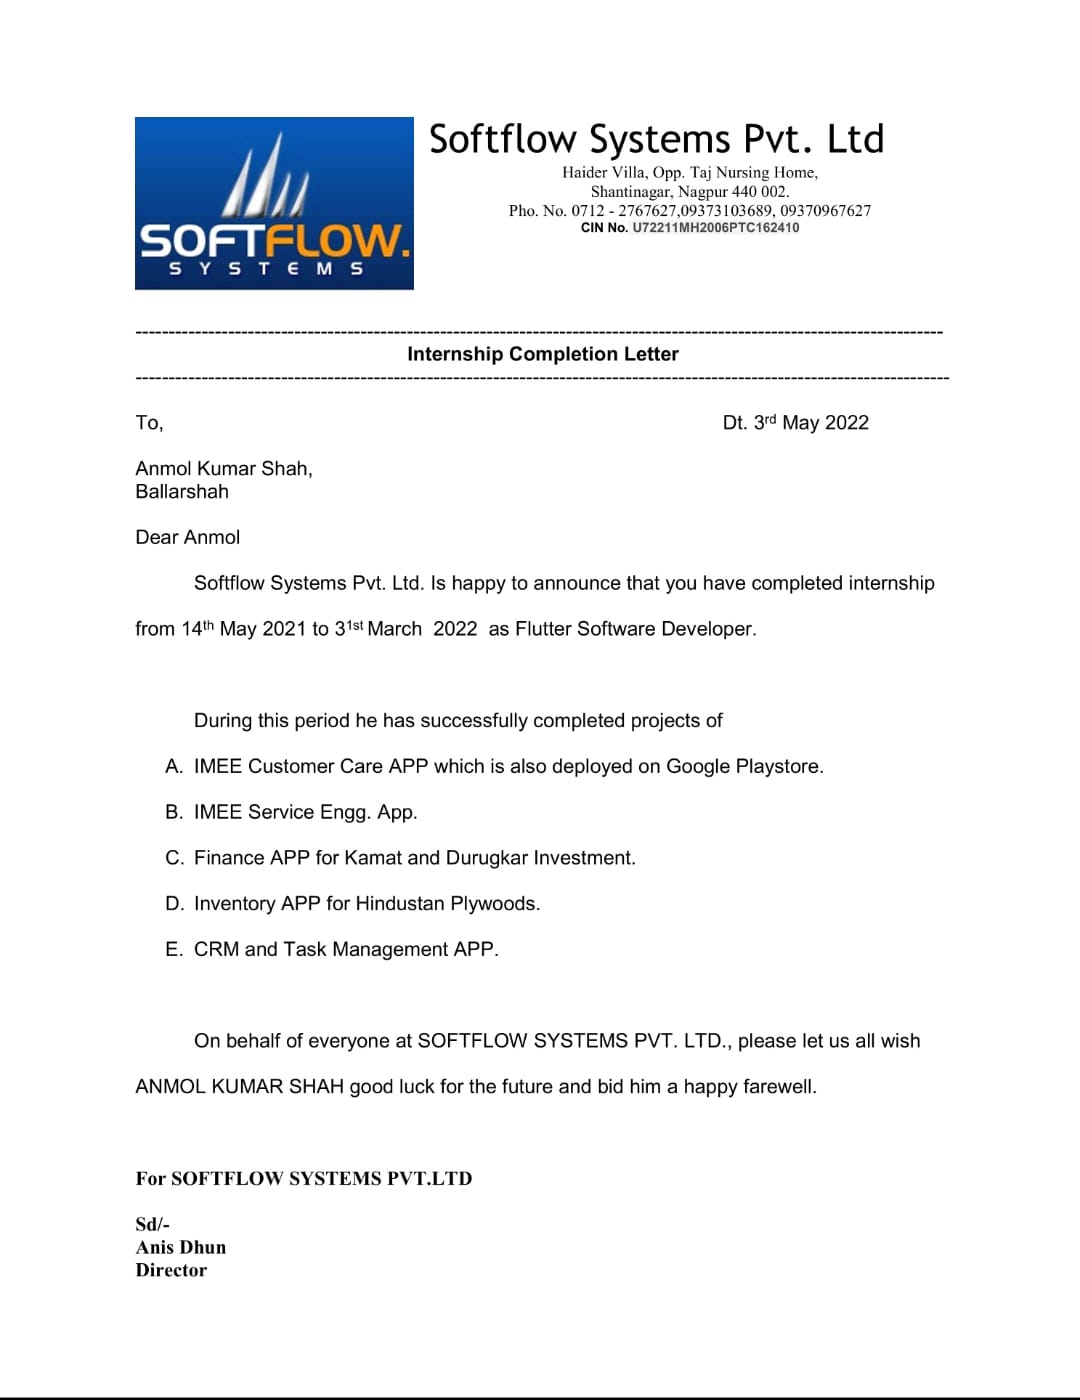 SOFTFLOW.
SYSTEMS
Softflow Systems Pvt. Ltd
Haider Villa, Opp. Taj Nursing Home,
Shantinagar, Nagpur 440 002.
Pho. No. 0712 - 2767627,09373103689, 09370967627
CIN No. U72211MH2006PTC162410
Internship Completion Letter
To,
Dt. 3rd May 2022
Anmol Kumar Shah,
Ballarshah
Dear Anmol
Softflow Systems Pvt. Ltd. Is happy to announce that you have completed internship
from 14th May 2021 to 31st March 2022 as Flutter Software Developer.
During this period he has successfully completed projects of
A. IMEE Customer Care APP which is also deployed on Google Playstore.
B. IMEE Service Engg. App.
C. Finance APP for Kamat and Durugkar Investment.
D. Inventory APP for Hindustan Plywoods.
E. CRM and Task Management APP.
On behalf of everyone at SOFTFLOW SYSTEMS PVT. LTD., please let us all wish
ANMOL KUMAR SHAH good luck for the future and bid him a happy farewell.
For SOFTFLOW SYSTEMS PVT.LTD
Sd/-
Anis Dhun
Director